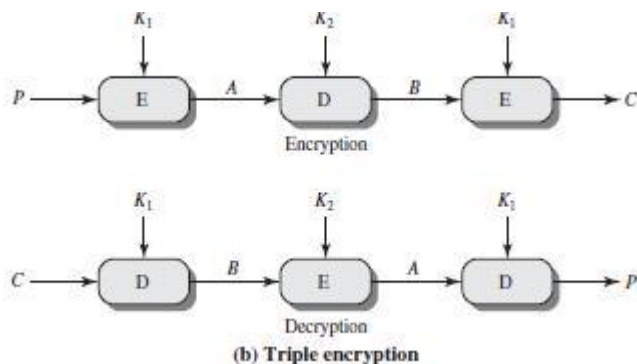 K₁ K₂ K₁
P E A D B E C
Encryption
K₁ K₂ K₁
C D B E A D P
Decryption
(b) Triple encryption